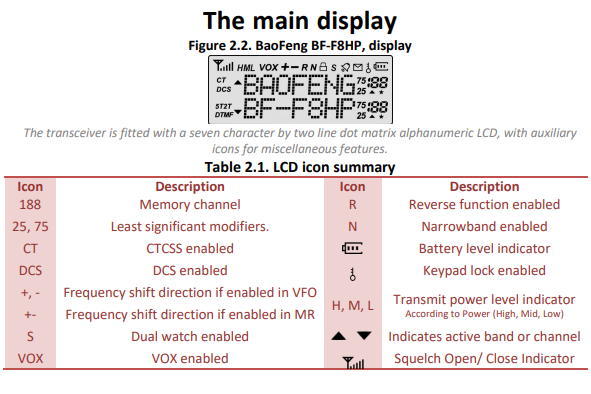 The main display
Figure 2.2. BaoFeng BF-F8HP, display
HML VOX +- R N S
CT BAOFENG 75 188
DCS 25
ST2T BF-F8HP 75 188
DTMF 25
The transceiver is fitted with a seven character by two line dot matrix alphanumeric LCD, with auxiliary
icons for miscellaneous features.
Table 2.1. LCD icon summary
Icon Description Icon Description
188 Memory channel R Reverse function enabled
25, 75 Least significant modifiers. N Narrowband enabled
CT CTCSS enabled Battery level indicator
DCS DCS enabled Keypad lock enabled
+, - Frequency shift direction if enabled in VFO
H, M, L Transmit power level indicator
According to Power (High, Mid, Low)
+- Frequency shift direction if enabled in MR
S Dual watch enabled ▲ ▼ Indicates active band or channel
VOX VOX enabled Squelch Open/ Close Indicator